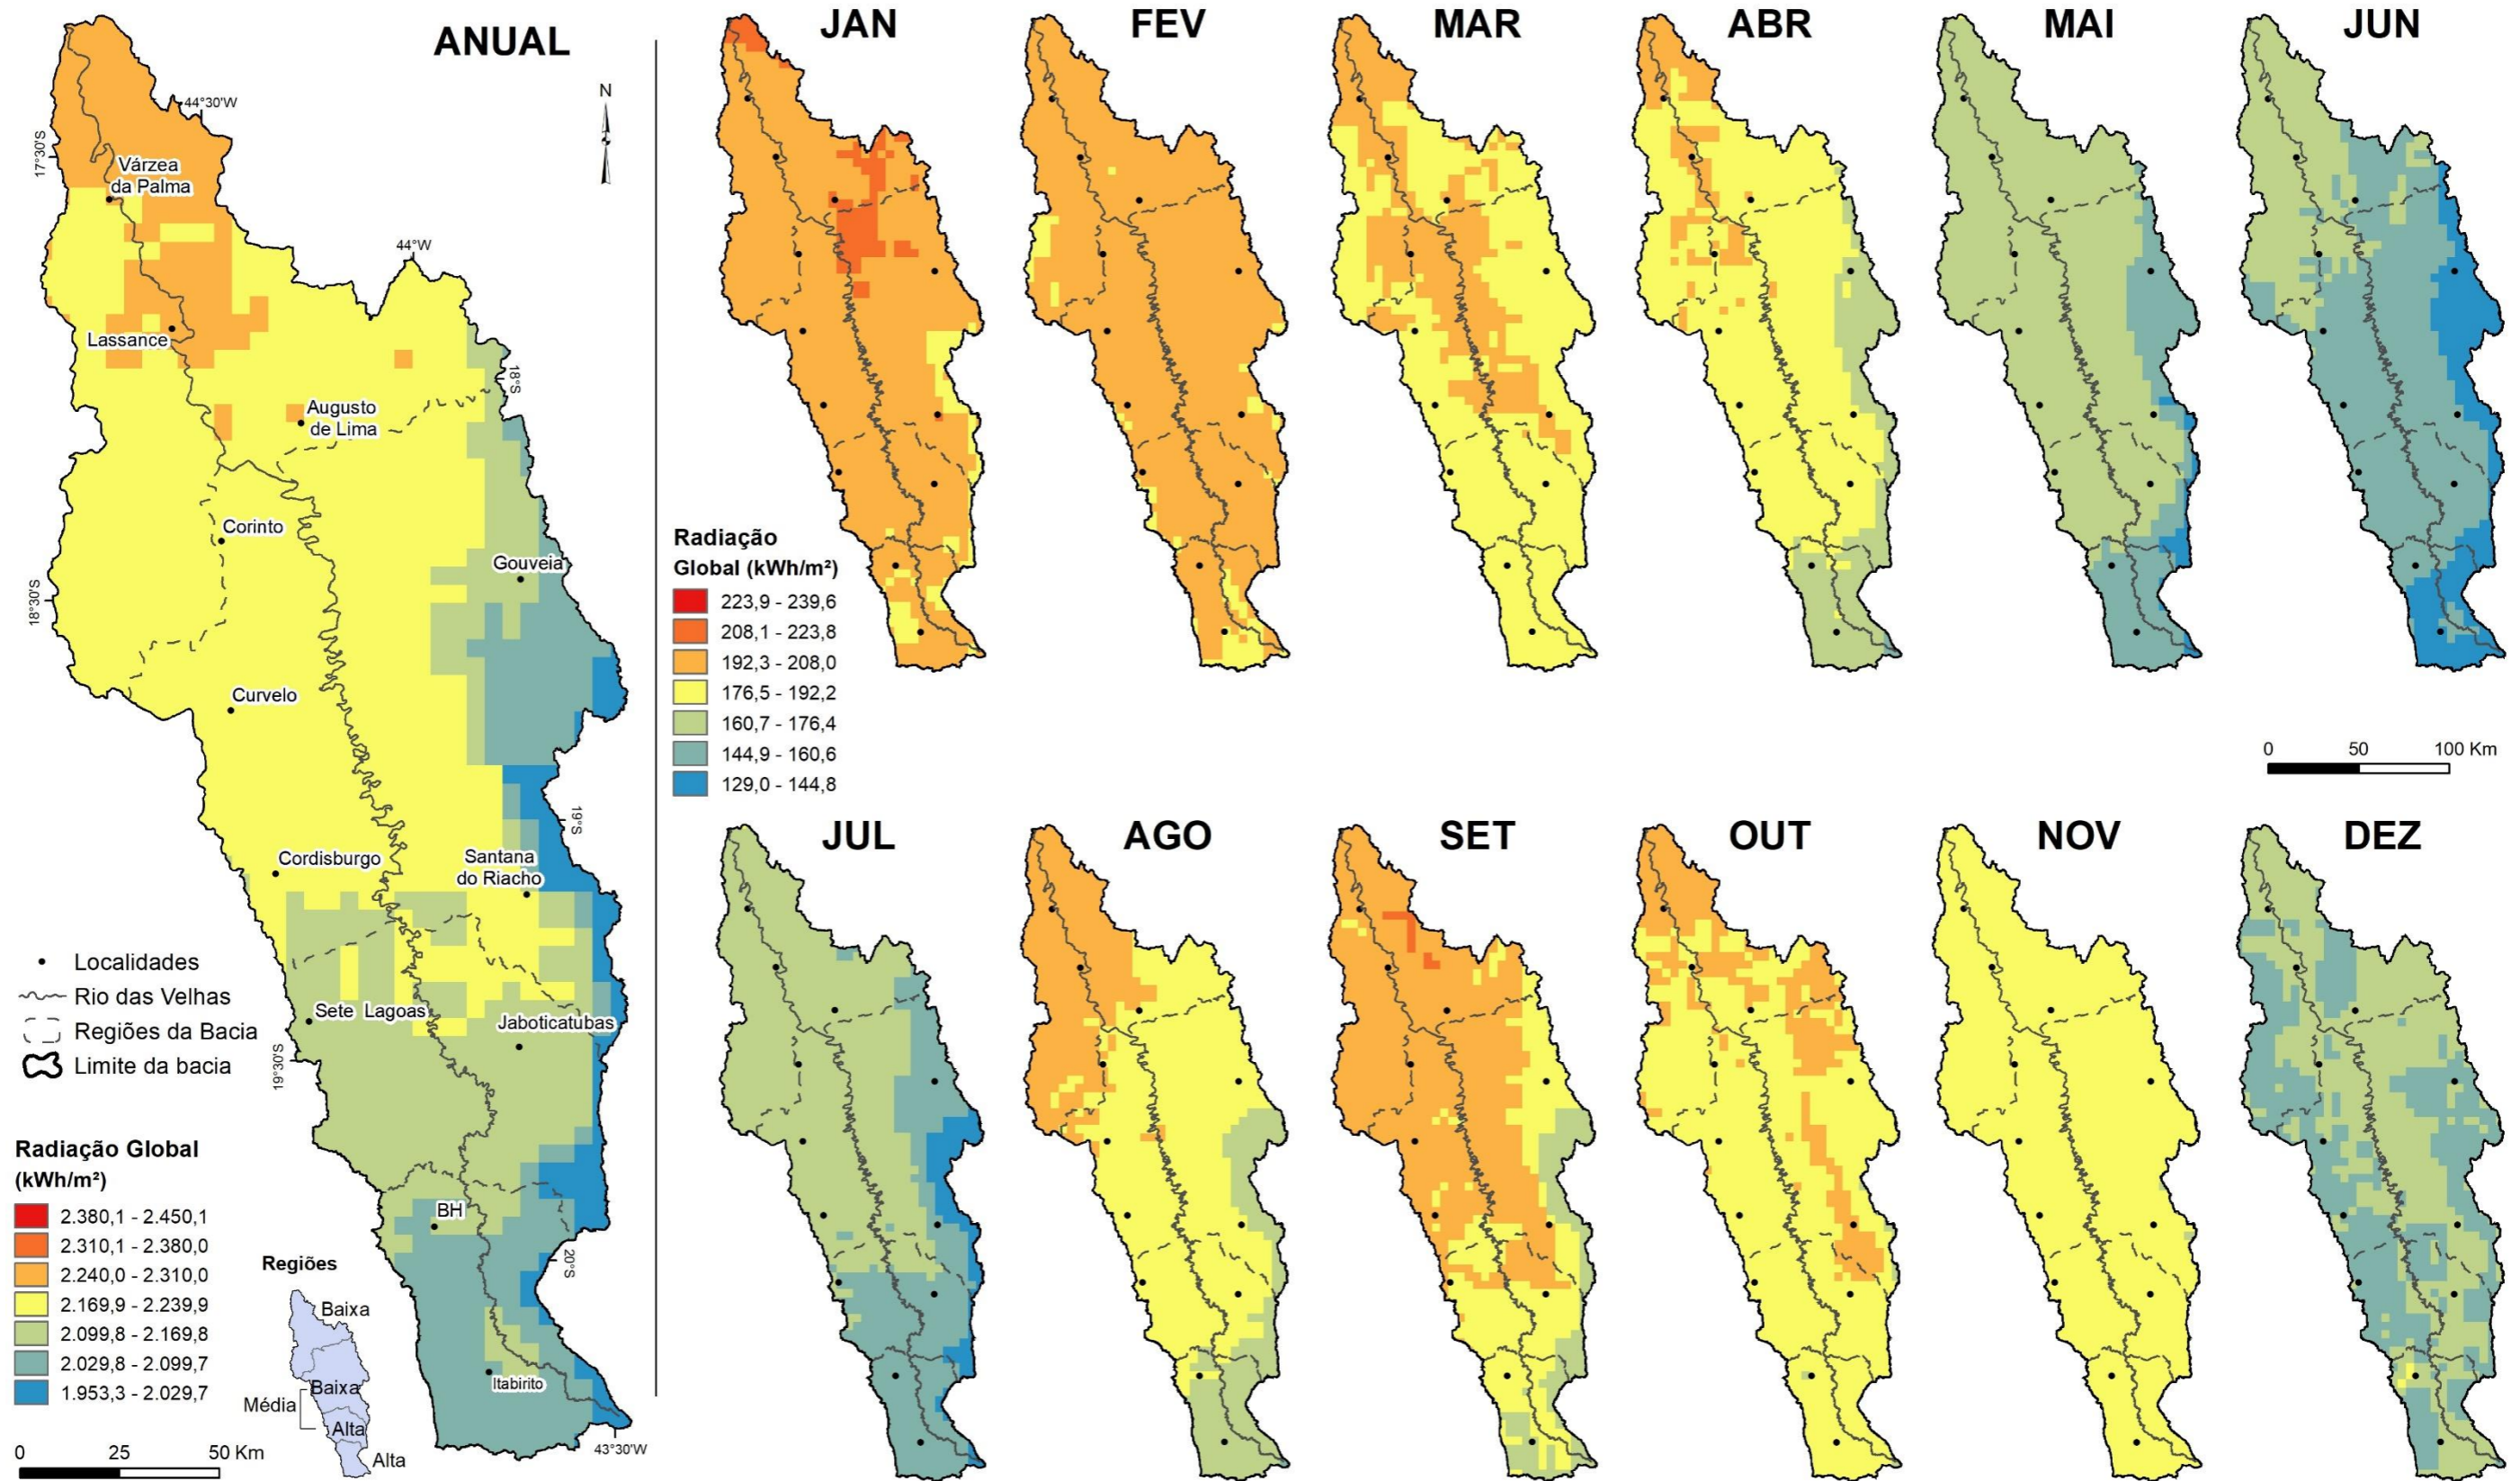 ANUAL
N
44°30'W
17°30'S
Várzea
da Palma
44°W
Lassance
18°S
Augusto
de Lima
Corinto
Gouveia
18°30'S
Curvelo
19°S
Cordisburgo
Santana
do Riacho
Localidades
Rio das Velhas
Regiões da Bacia
Limite da bacia
Sete Lagoas
Jaboticatubas
19°30'S
BH
20°S
Itabirito
43°30'W
Radiação Global
(kWh/m²)
2.380,1 - 2.450,1
2.310,1 - 2.380,0
2.240,0 - 2.310,0
2.169,9 - 2.239,9
2.099,8 - 2.169,8
2.029,8 - 2.099,7
1.953,3 - 2.029,7
0 25 50 Km
Regiões
Baixa
Baixa
Média
Alta
Alta
JAN
FEV
MAR
ABR
MAI
JUN
Radiação
Global (kWh/m²)
223,9 - 239,6
208,1 - 223,8
192,3 - 208,0
176,5 - 192,2
160,7 - 176,4
144,9 - 160,6
129,0 - 144,8
0 50 100 Km
JUL
AGO
SET
OUT
NOV
DEZ